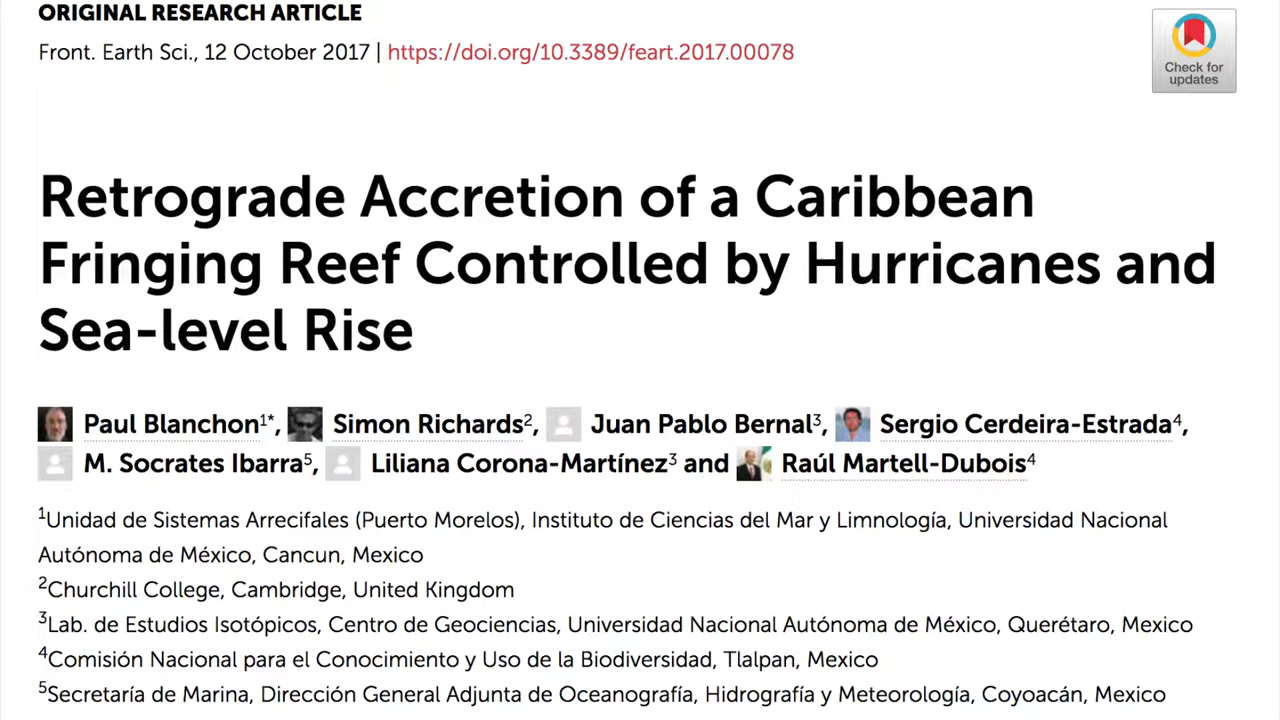 ORIGINAL RESEARCH ARTICLE
Front. Earth Sci., 12 October 2017 | https://doi.org/10.3389/feart.2017.00078
Check for
updates
Retrograde Accretion of a Caribbean
Fringing Reef Controlled by Hurricanes and
Sea-level Rise
Paul Blanchon1*, Simon Richards2, Juan Pablo Bernal3, Sergio Cerdeira-Estrada4,
M. Socrates Ibarra5, Liliana Corona-Martínez3 and Raúl Martell-Dubois4
1Unidad de Sistemas Arrecifales (Puerto Morelos), Instituto de Ciencias del Mar y Limnología, Universidad Nacional
Autónoma de México, Cancun, Mexico
2Churchill College, Cambridge, United Kingdom
3Lab. de Estudios Isotópicos, Centro de Geociencias, Universidad Nacional Autónoma de México, Querétaro, Mexico
4Comisión Nacional para el Conocimiento y Uso de la Biodiversidad, Tlalpan, Mexico
5Secretaría de Marina, Dirección General Adjunta de Oceanografía, Hidrografía y Meteorología, Coyoacán, Mexico